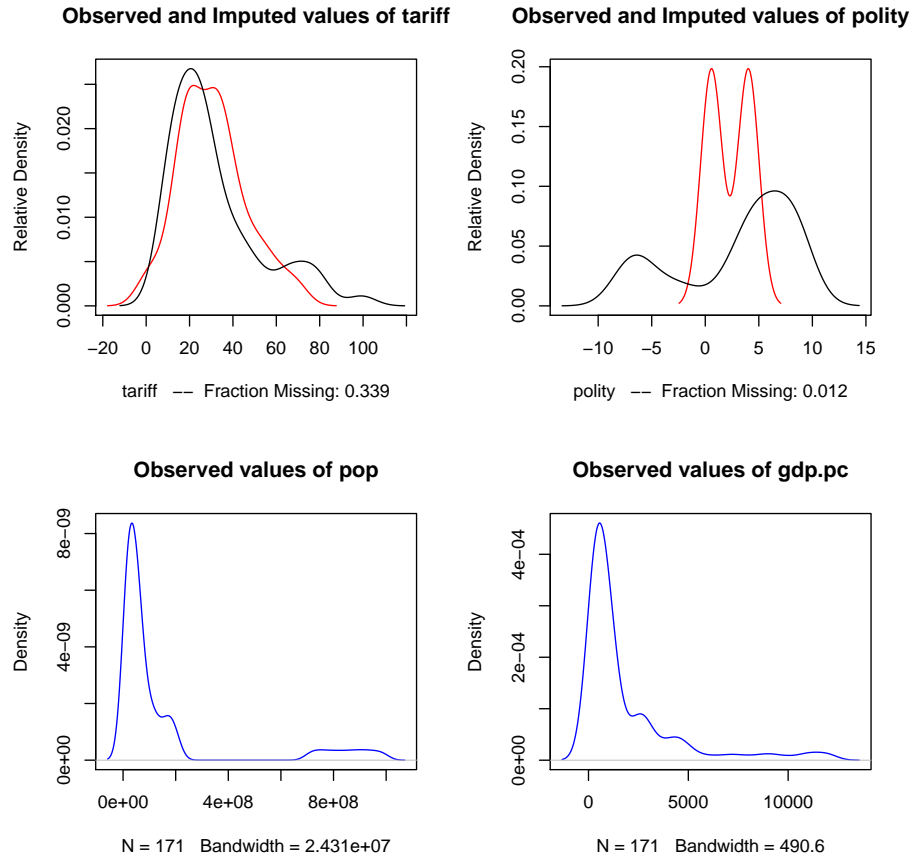 Observed and Imputed values of tariff
Relative Density
0.000
0.010
0.020
−20 0 20 40 60 80 100
tariff −− Fraction Missing: 0.339
Observed and Imputed values of polity
Relative Density
0.00
0.05
0.10
0.15
0.20
−10 −5 0 5 10 15
polity −− Fraction Missing: 0.012
Observed values of pop
Density
0e+00
4e−09
8e−09
0e+00 4e+08 8e+08
N = 171 Bandwidth = 2.431e+07
Observed values of gdp.pc
Density
0e+00
2e−04
4e−04
0 5000 10000
N = 171 Bandwidth = 490.6